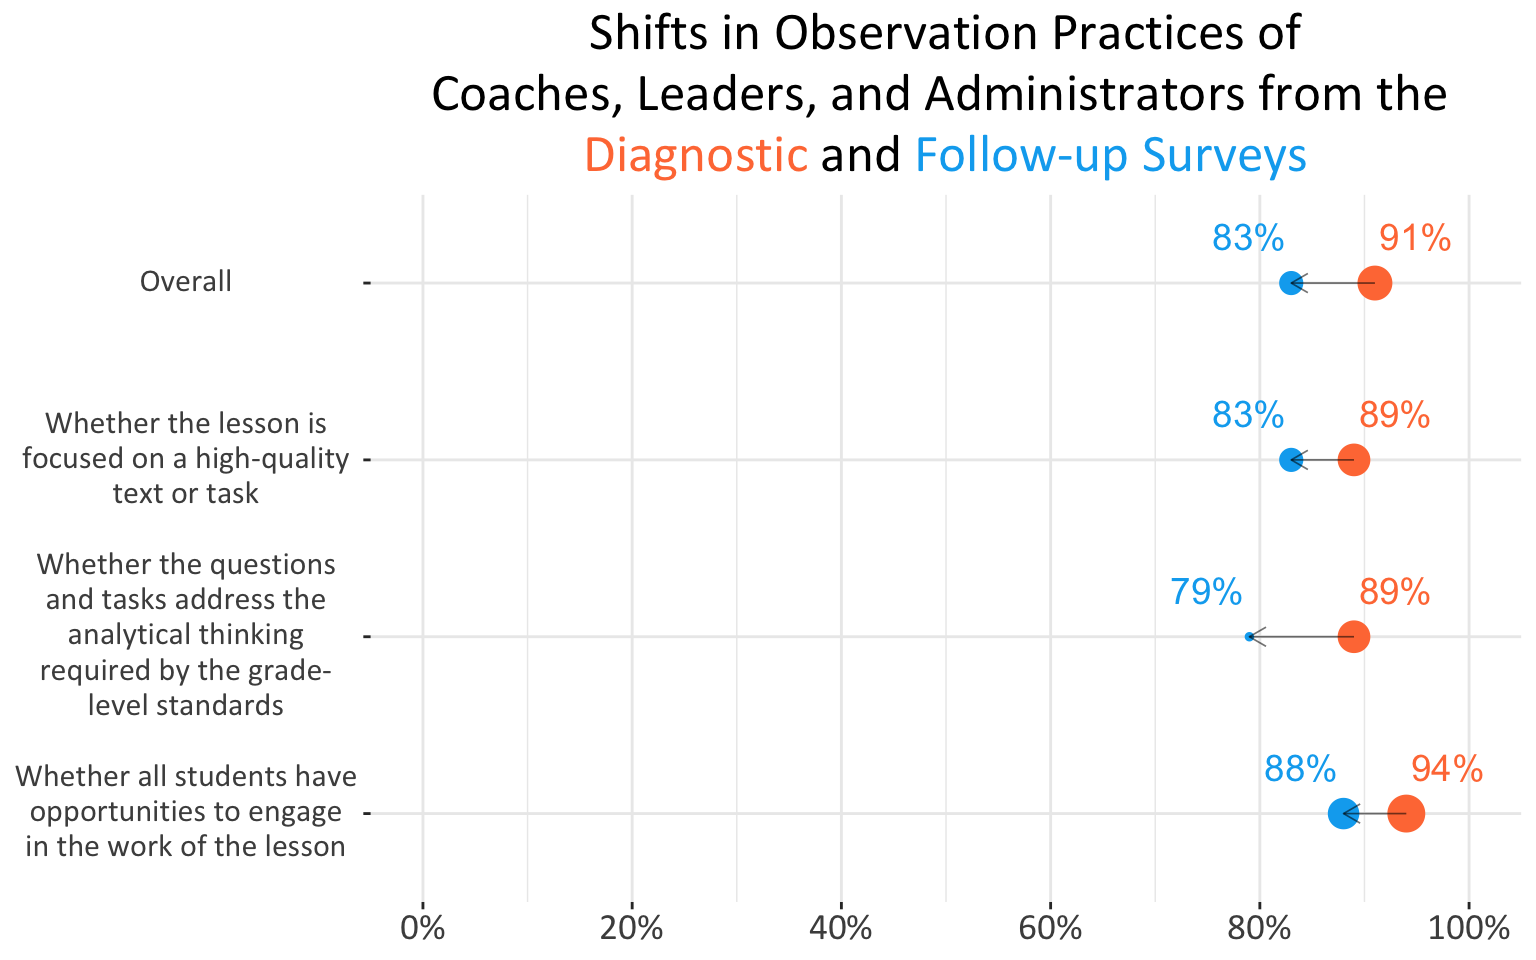 Shifts in Observation Practices of
Coaches, Leaders, and Administrators from the
Diagnostic and Follow-up Surveys
Overall
83%
91%
Whether the lesson is
focused on a high-quality
text or task
83%
89%
Whether the questions
and tasks address the
analytical thinking
required by the grade-
level standards
79%
89%
Whether all students have
opportunities to engage
in the work of the lesson
88%
94%
0%
20%
40%
60%
80%
100%